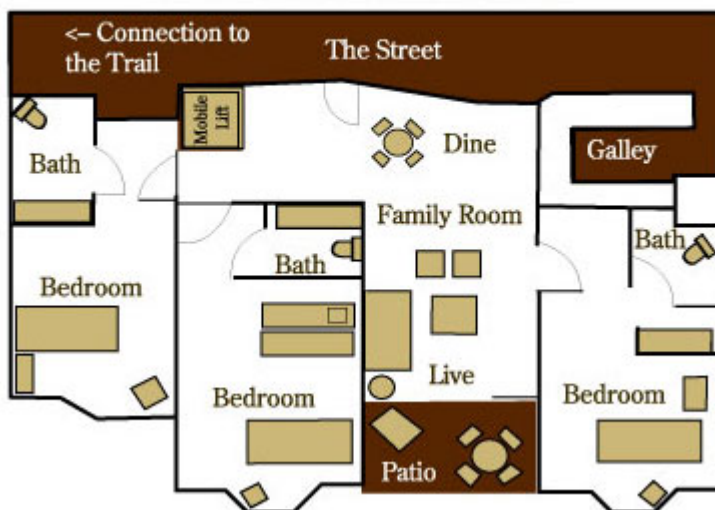 <– Connection to
the Trail
The Street
Mobile
Lift
Bath
Dine
Galley
Family Room
Bath
Bath
Bedroom
Live
Bedroom
Bedroom
Patio